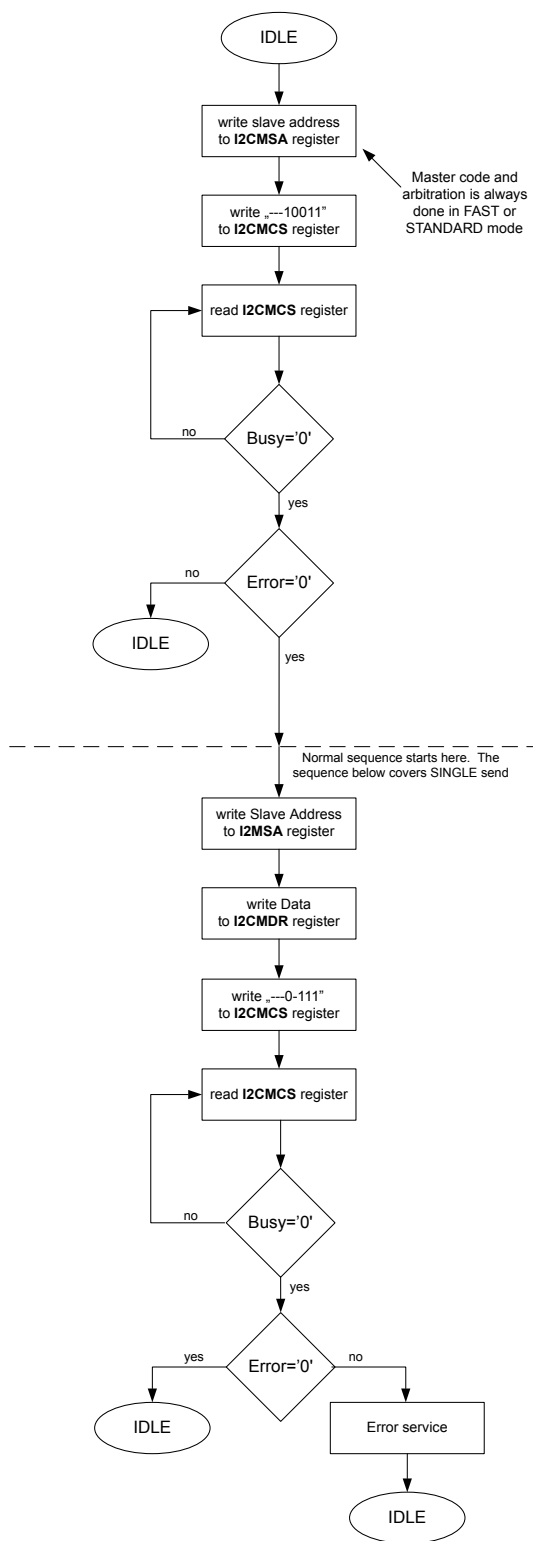 IDLE
write slave address
to I2CMSA register
Master code and
arbitration is always
done in FAST or
STANDARD mode
write „---10011”
to I2CMCS register
read I2CMCS register
no
Busy='0'
yes
no
Error='0'
IDLE
yes
Normal sequence starts here. The
sequence below covers SINGLE send
write Slave Address
to I2MSA register
write Data
to I2CMDR register
write „---0-111”
to I2CMCS register
read I2CMCS register
no
Busy='0'
yes
yes
Error='0'
no
IDLE
Error service
IDLE